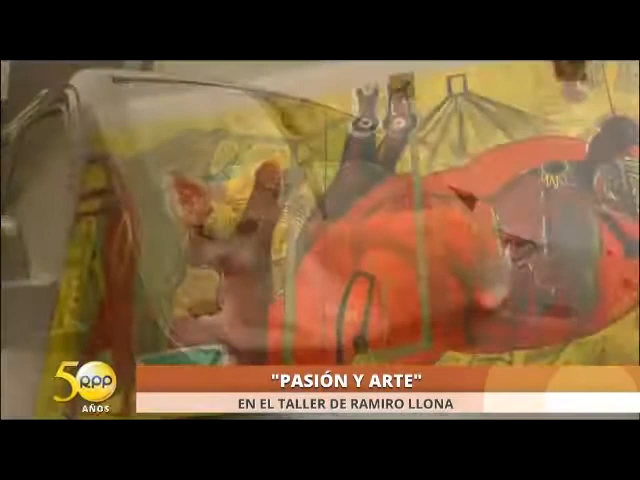 "PASIÓN Y ARTE"
EN EL TALLER DE RAMIRO LLONA
50 RPP
AÑOS